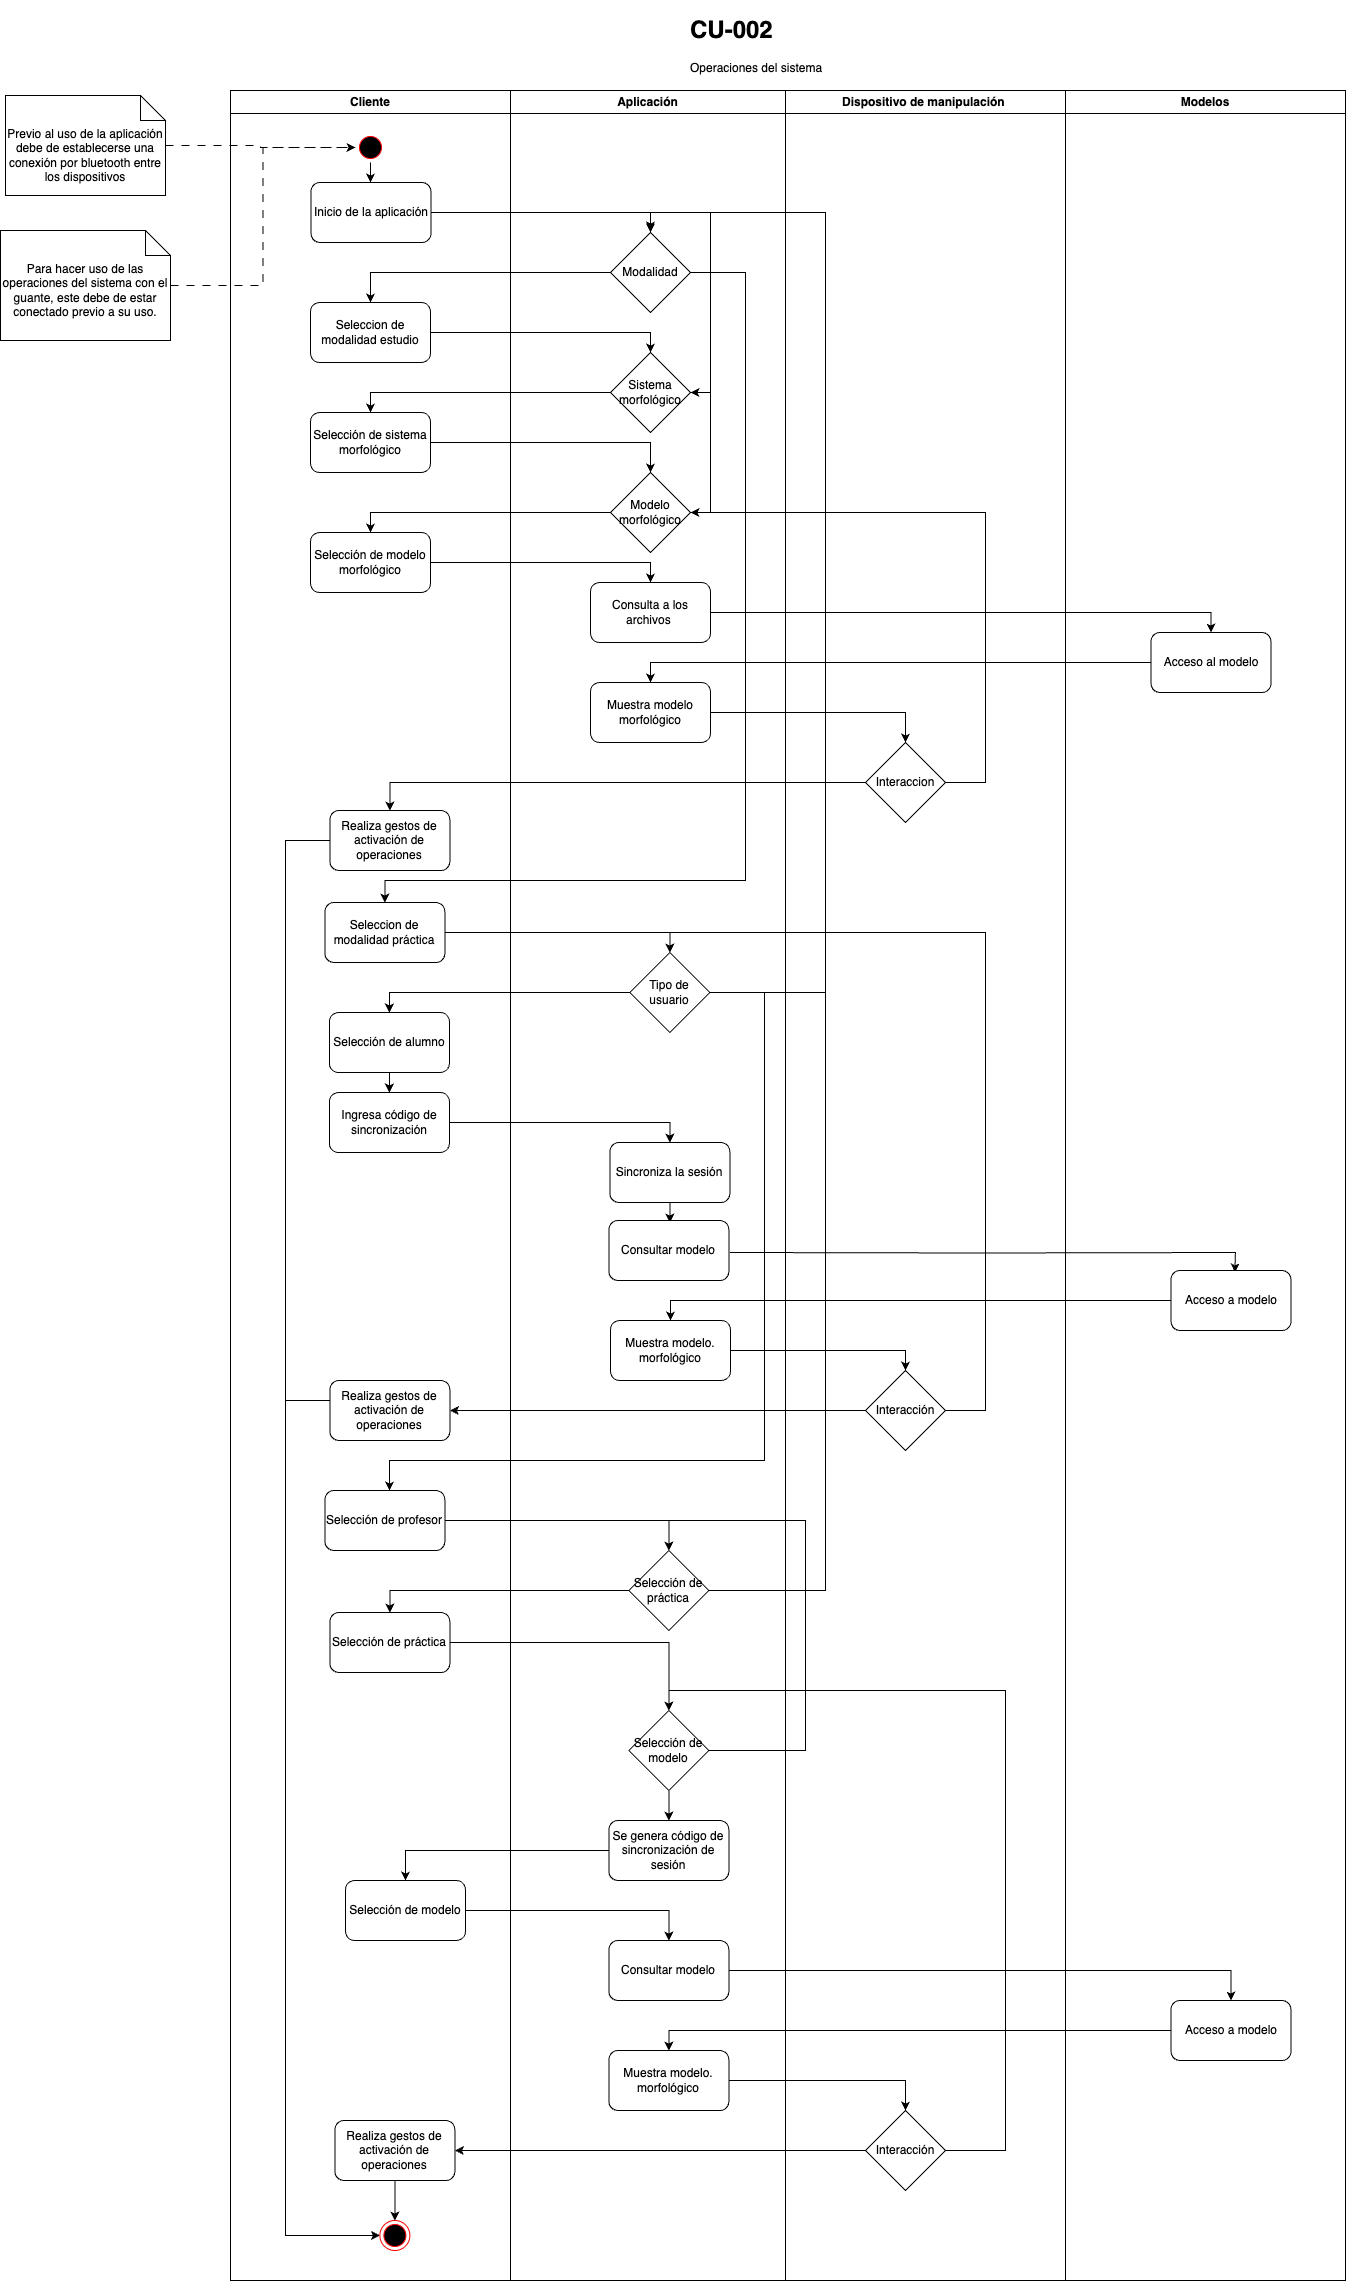 CU-002
Operaciones del sistema
Cliente
Aplicación
Dispositivo de manipulación
Modelos
Previo al uso de la aplicación
debe de establecerse una
conexión por bluetooth entre
los dispositivos
Inicio de la aplicación
Para hacer uso de las
operaciones del sistema con el
guante, este debe de estar
conectado previo a su uso.
Modalidad
Seleccion de
modalidad estudio
Sistema
morfológico
Selección de sistema
morfológico
Modelo
morfológico
Selección de modelo
morfológico
Consulta a los
archivos
Acceso al modelo
Muestra modelo
morfológico
Interaccion
Realiza gestos de
activación de
operaciones
Seleccion de
modalidad práctica
Tipo de
usuario
Selección de alumno
Ingresa código de
sincronización
Sincroniza la sesión
Consultar modelo
Acceso a modelo
Muestra modelo.
morfológico
Realiza gestos de
activación de
operaciones
Interacción
Selección de profesor
Selección de
práctica
Selección de práctica
Selección de
modelo
Se genera código de
sincronización de
sesión
Selección de modelo
Consultar modelo
Acceso a modelo
Muestra modelo.
morfológico
Realiza gestos de
activación de
operaciones
Interacción